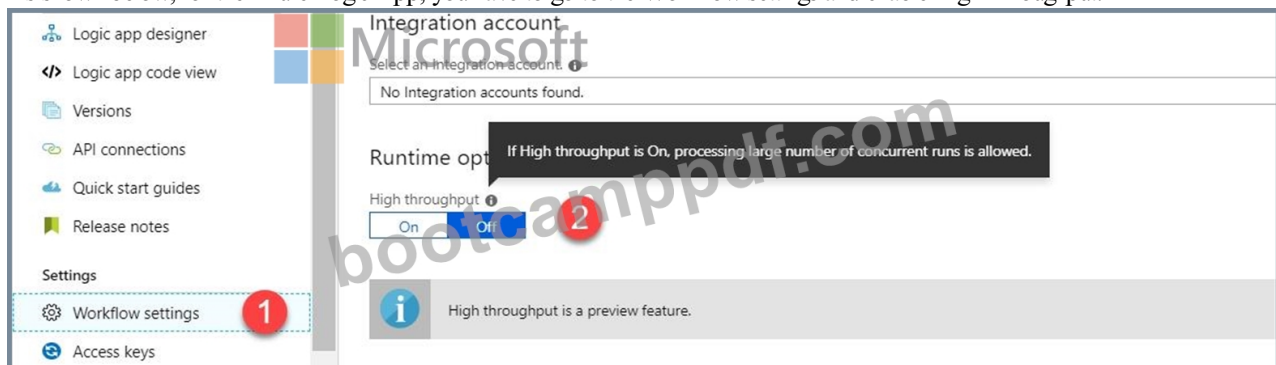 Logic app designer
Logic app code view
Versions
API connections
Quick start guides
Release notes
Settings
Workflow settings
1
Access keys
Integration account
Microsoft
Select an Integration account.
No Integration accounts found.
If High throughput is On, processing large number of concurrent runs is allowed.
Runtime opt
High throughput
On Off
2
High throughput is a preview feature.
bootcamppdf.com